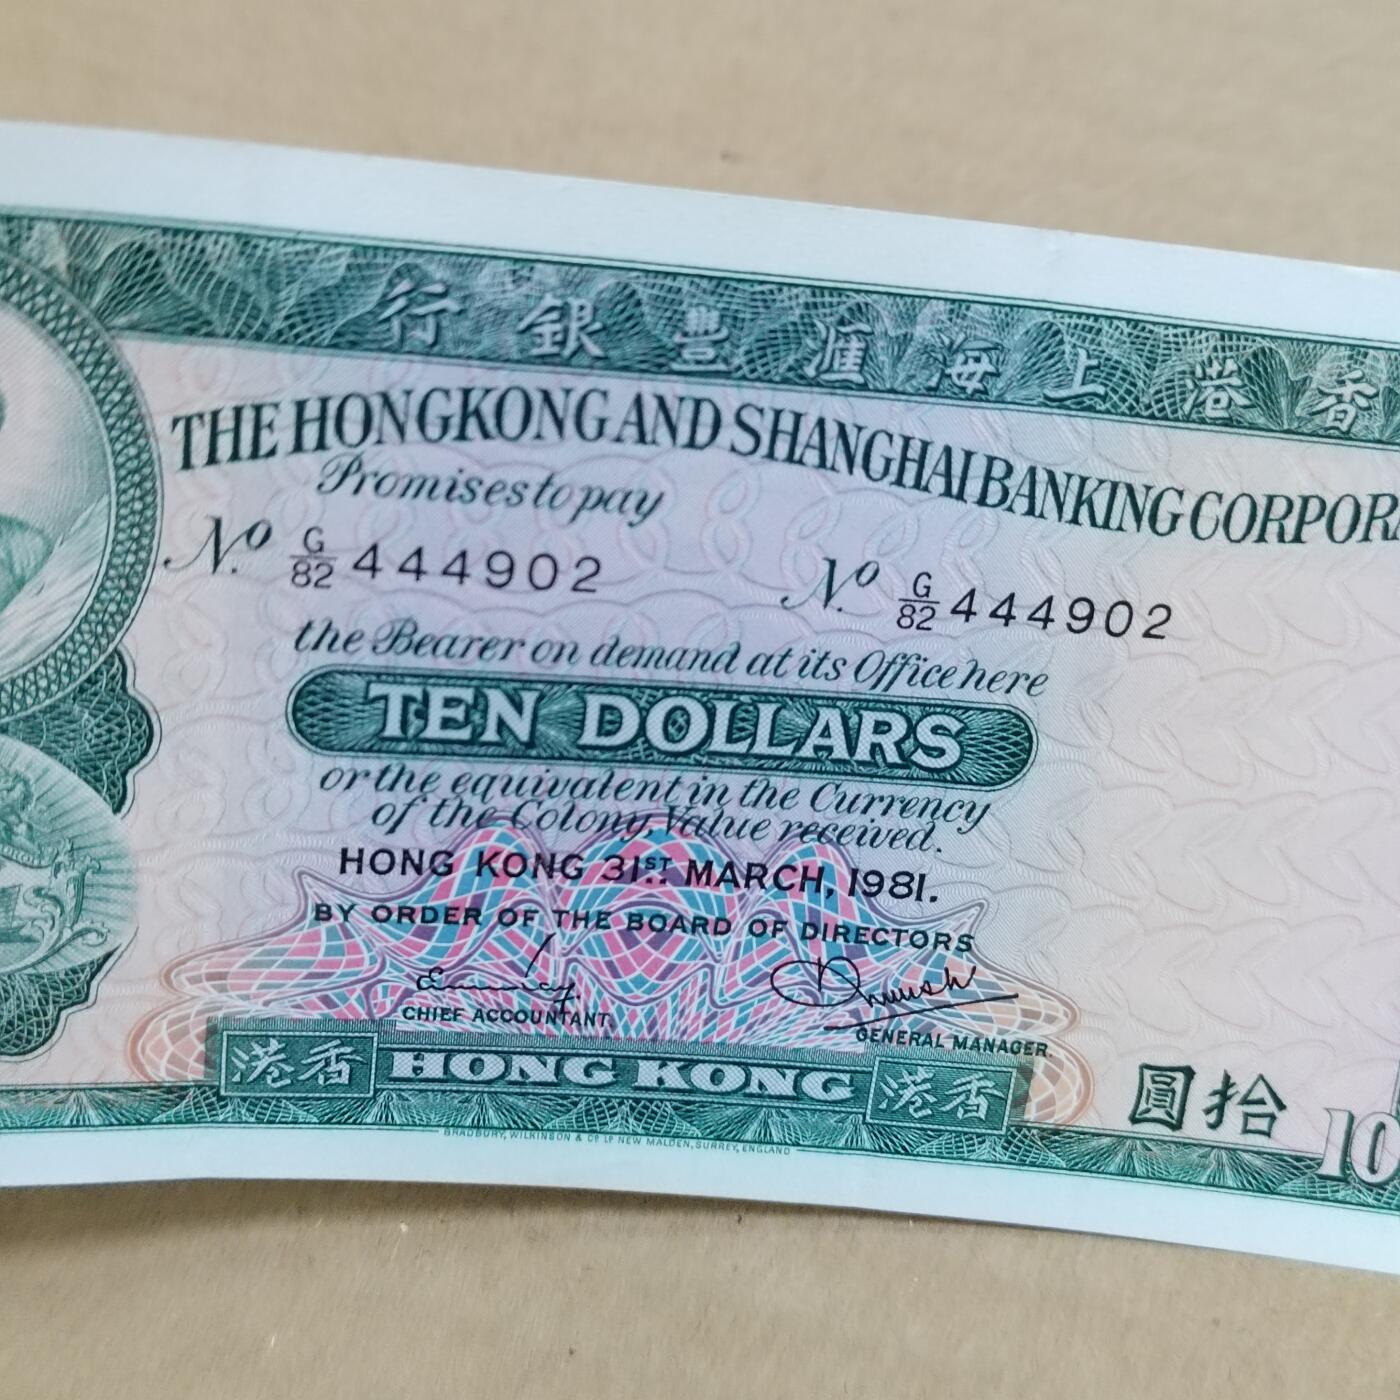 行銀豐滙海上港香
THE HONGKONG AND SHANGHAI BANKING CORPOR
Promises to pay
No. G/82 444902 No. G/82 444902
the Bearer on demand at its Office here
TEN DOLLARS
or the equivalent in the Currency
of the Colony, Value received.
HONG KONG 31ST MARCH, 1981.
BY ORDER OF THE BOARD OF DIRECTORS
CHIEF ACCOUNTANT.
GENERAL MANAGER.
港香 HONG KONG 港香
圓拾
10
BRADBURY, WILKINSON & Co. Ld. NEW MALDEN, SURREY, ENGLAND